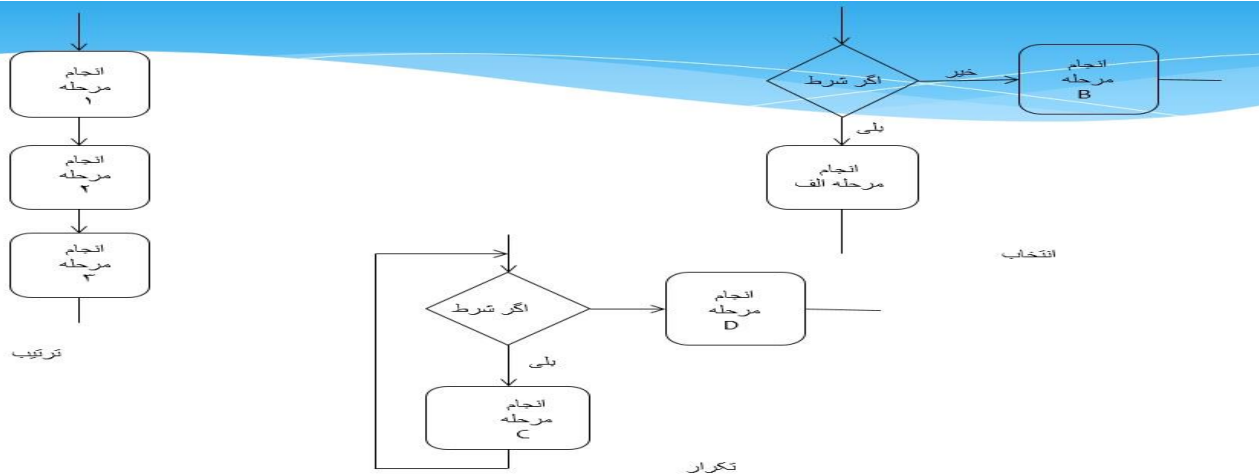 انجام
مرحله
۱
انجام
مرحله
۲
انجام
مرحله
۳
ترتیب
اگر شرط
خیر
انجام
مرحله
B
بلی
انجام
مرحله الف
انتخاب
اگر شرط
انجام
مرحله
D
بلی
انجام
مرحله
C
تکرار